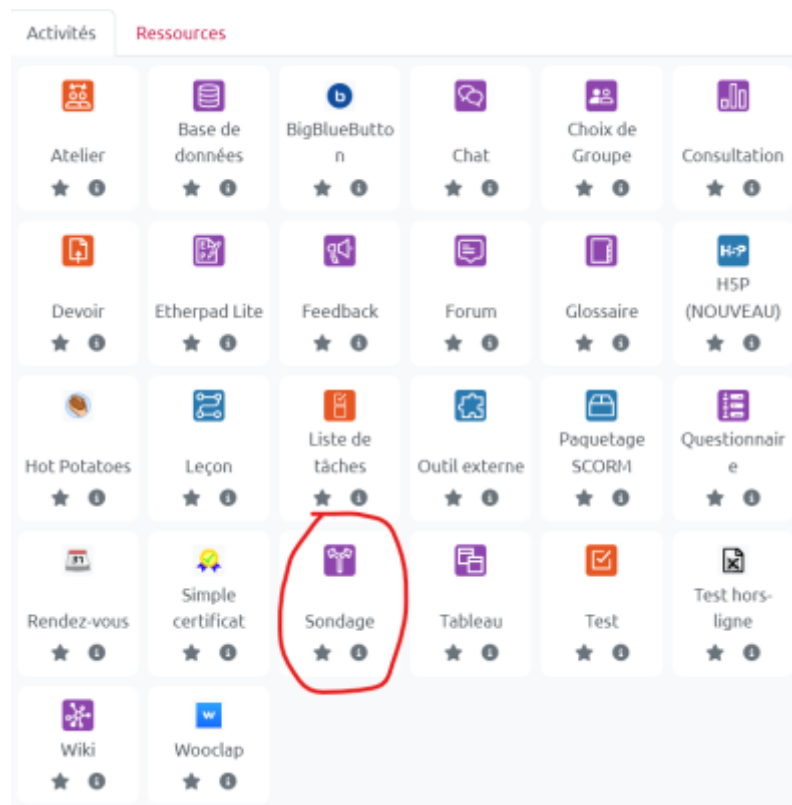 Activités Ressources
Atelier
Base de
données
BigBlueButto
n
Chat
Choix de
Groupe
Consultation
Devoir
Etherpad Lite
Feedback
Forum
Glossaire
H5P
H5P
(NOUVEAU)
Hot Potatoes
Leçon
Liste de
tâches
Outil externe
Paquetage
SCORM
Questionnair
e
31
Rendez-vous
Simple
certificat
Sondage
Tableau
Test
Test hors-
ligne
Wiki
w
Wooclap